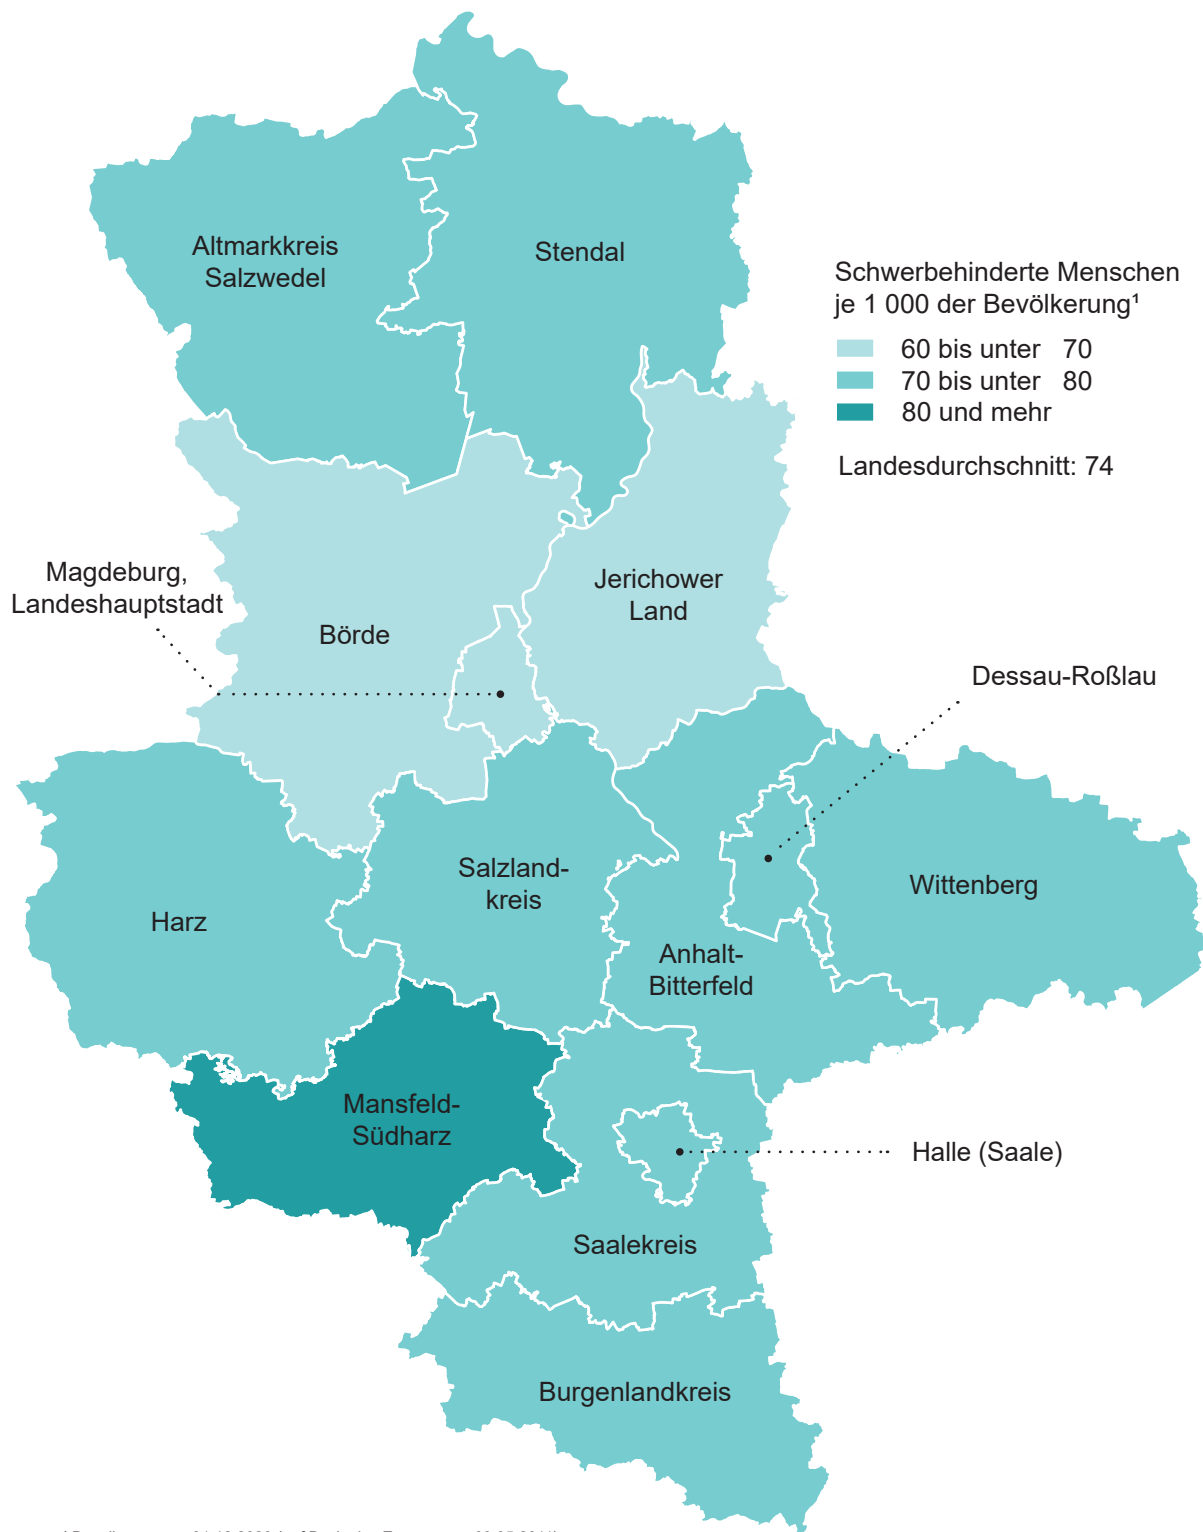 Altmarkkreis
Salzwedel
Stendal
Schwerbehinderte Menschen
je 1 000 der Bevölkerung¹
60 bis unter 70
70 bis unter 80
80 und mehr
Landesdurchschnitt: 74
Magdeburg,
Landeshauptstadt
Jerichower
Land
Börde
Dessau-Roßlau
Salzland-
kreis
Wittenberg
Harz
Anhalt-
Bitterfeld
Mansfeld-
Südharz
Halle (Saale)
Saalekreis
Burgenlandkreis